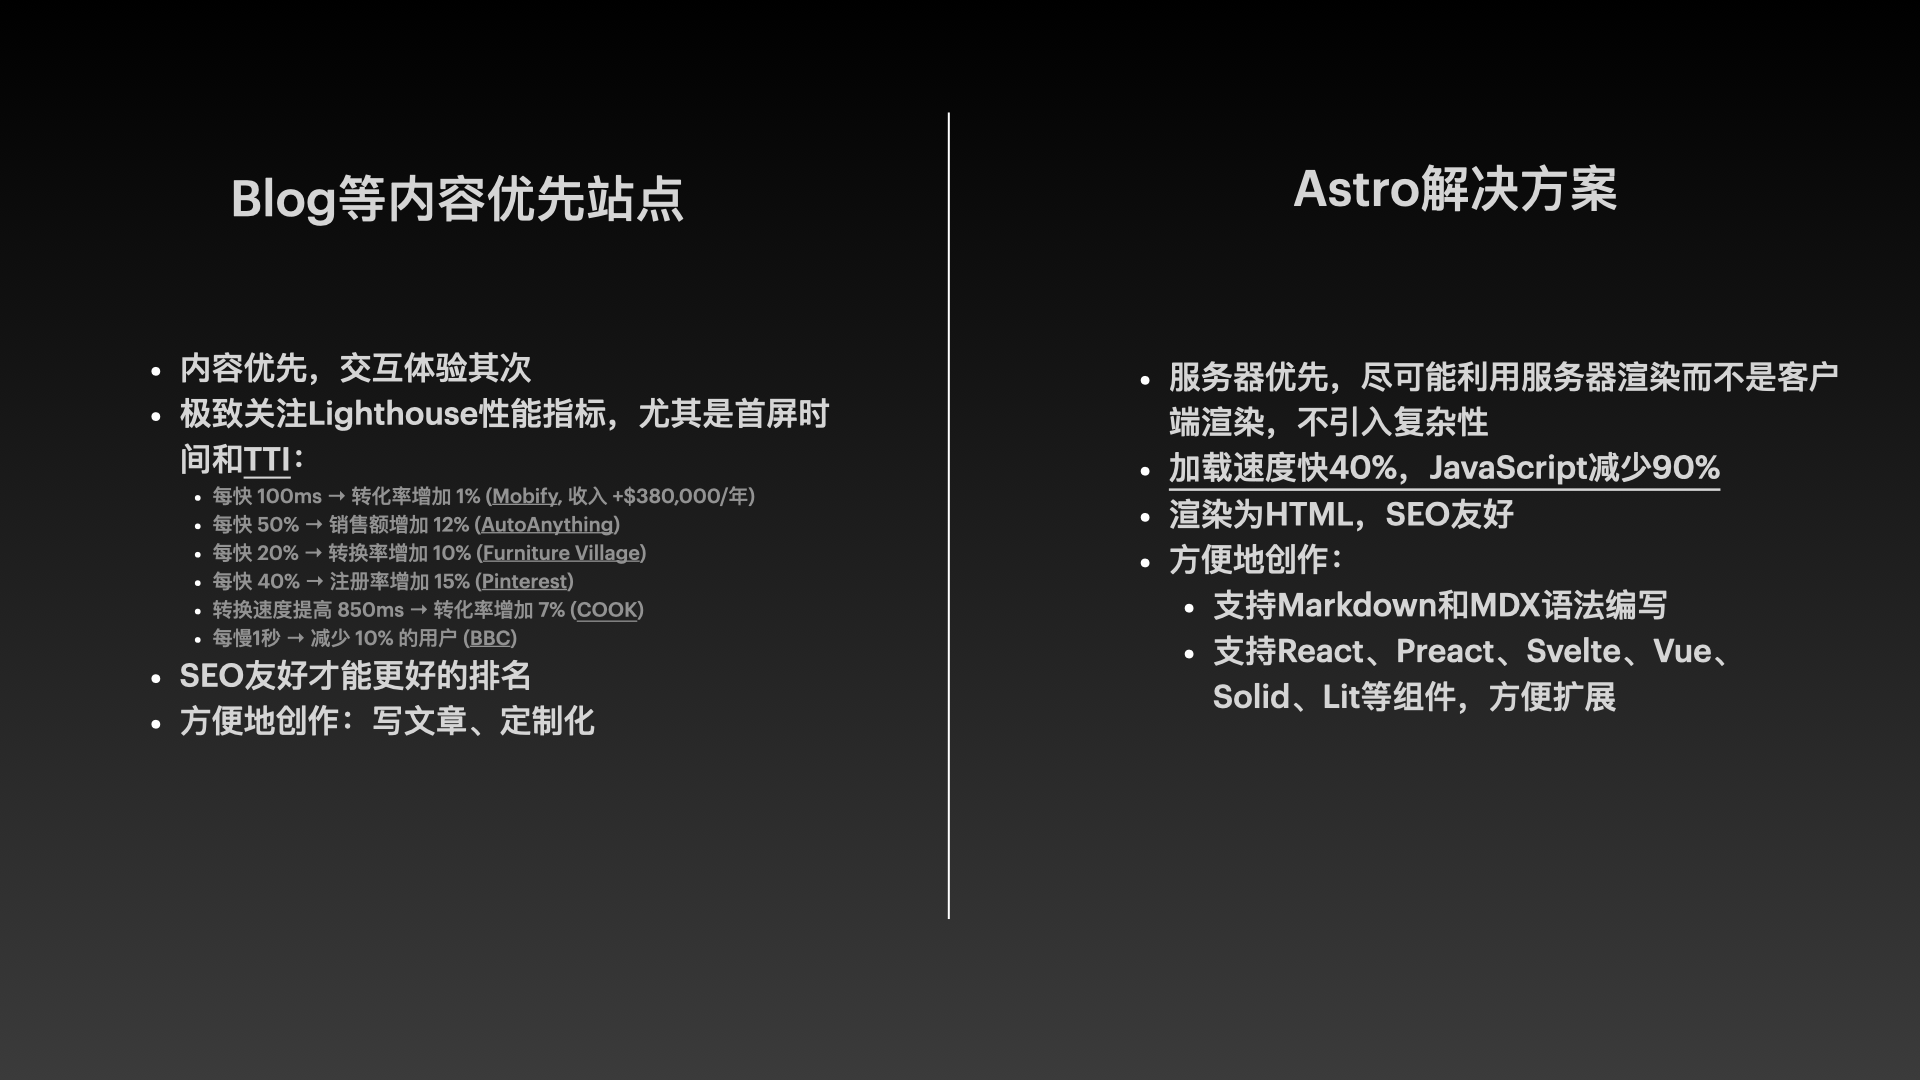 Blog等内容优先站点
内容优先，交互体验其次
极致关注Lighthouse性能指标，尤其是首屏时
间和TTI：
每快 100ms → 转化率增加 1% (Mobify, 收入 +$380,000/年)
每快 50% → 销售额增加 12% (AutoAnything)
每快 20% → 转换率增加 10% (Furniture Village)
每快 40% → 注册率增加 15% (Pinterest)
转换速度提高 850ms → 转化率增加 7% (COOK)
每慢1秒 → 减少 10% 的用户 (BBC)
SEO友好才能更好的排名
方便地创作：写文章、定制化
Astro解决方案
服务器优先，尽可能利用服务器渲染而不是客户
端渲染，不引入复杂性
加载速度快40%，JavaScript减少90%
渲染为HTML，SEO友好
方便地创作：
支持Markdown和MDX语法编写
支持React、Preact、Svelte、Vue、
Solid、Lit等组件，方便扩展